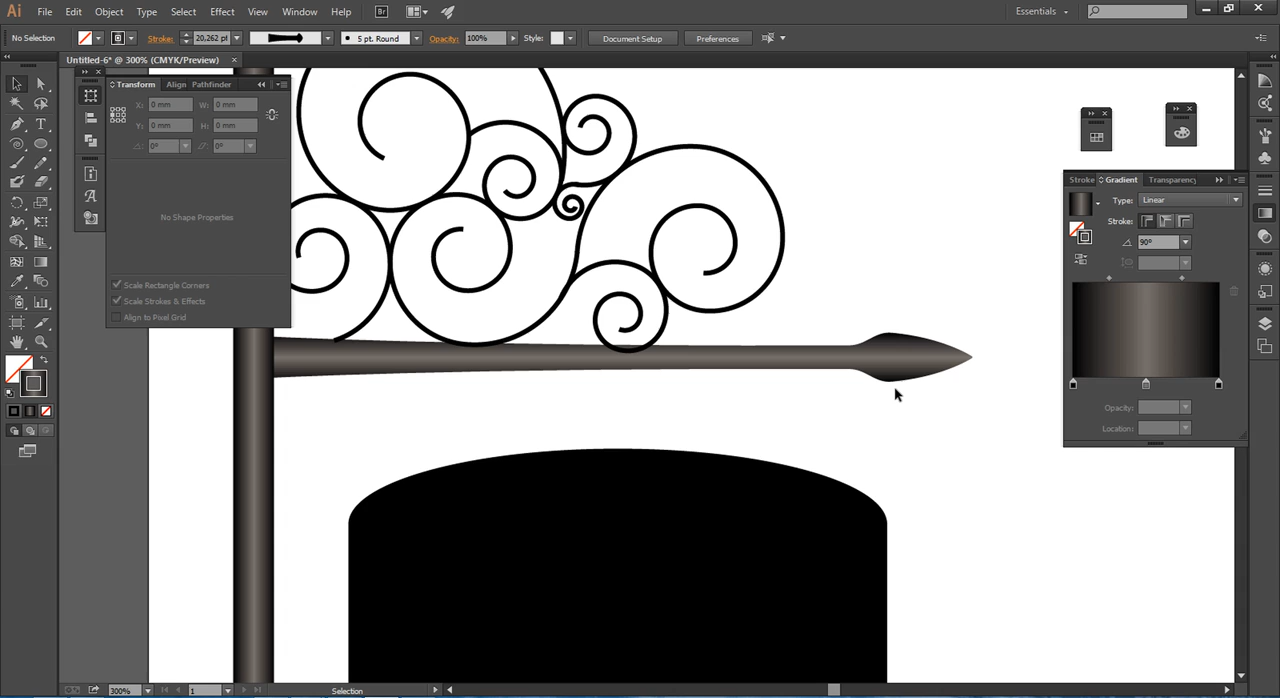 Ai File Edit Object Type Select Effect View Window Help Br Essentials
No Selection Stroke: 20,262 pt 5 pt. Round Opacity: 100% Style: Document Setup Preferences
Untitled-6* @ 300% (CMYK/Preview) ×
Transform Align Pathfinder
X: 0 mm W: 0 mm
Y: 0 mm H: 0 mm
0° 0°
No Shape Properties
Scale Rectangle Corners
Scale Strokes & Effects
Align to Pixel Grid
Stroke Gradient Transparency
Type: Linear
Stroke:
90°
Opacity:
Location:
300% 1 Selection